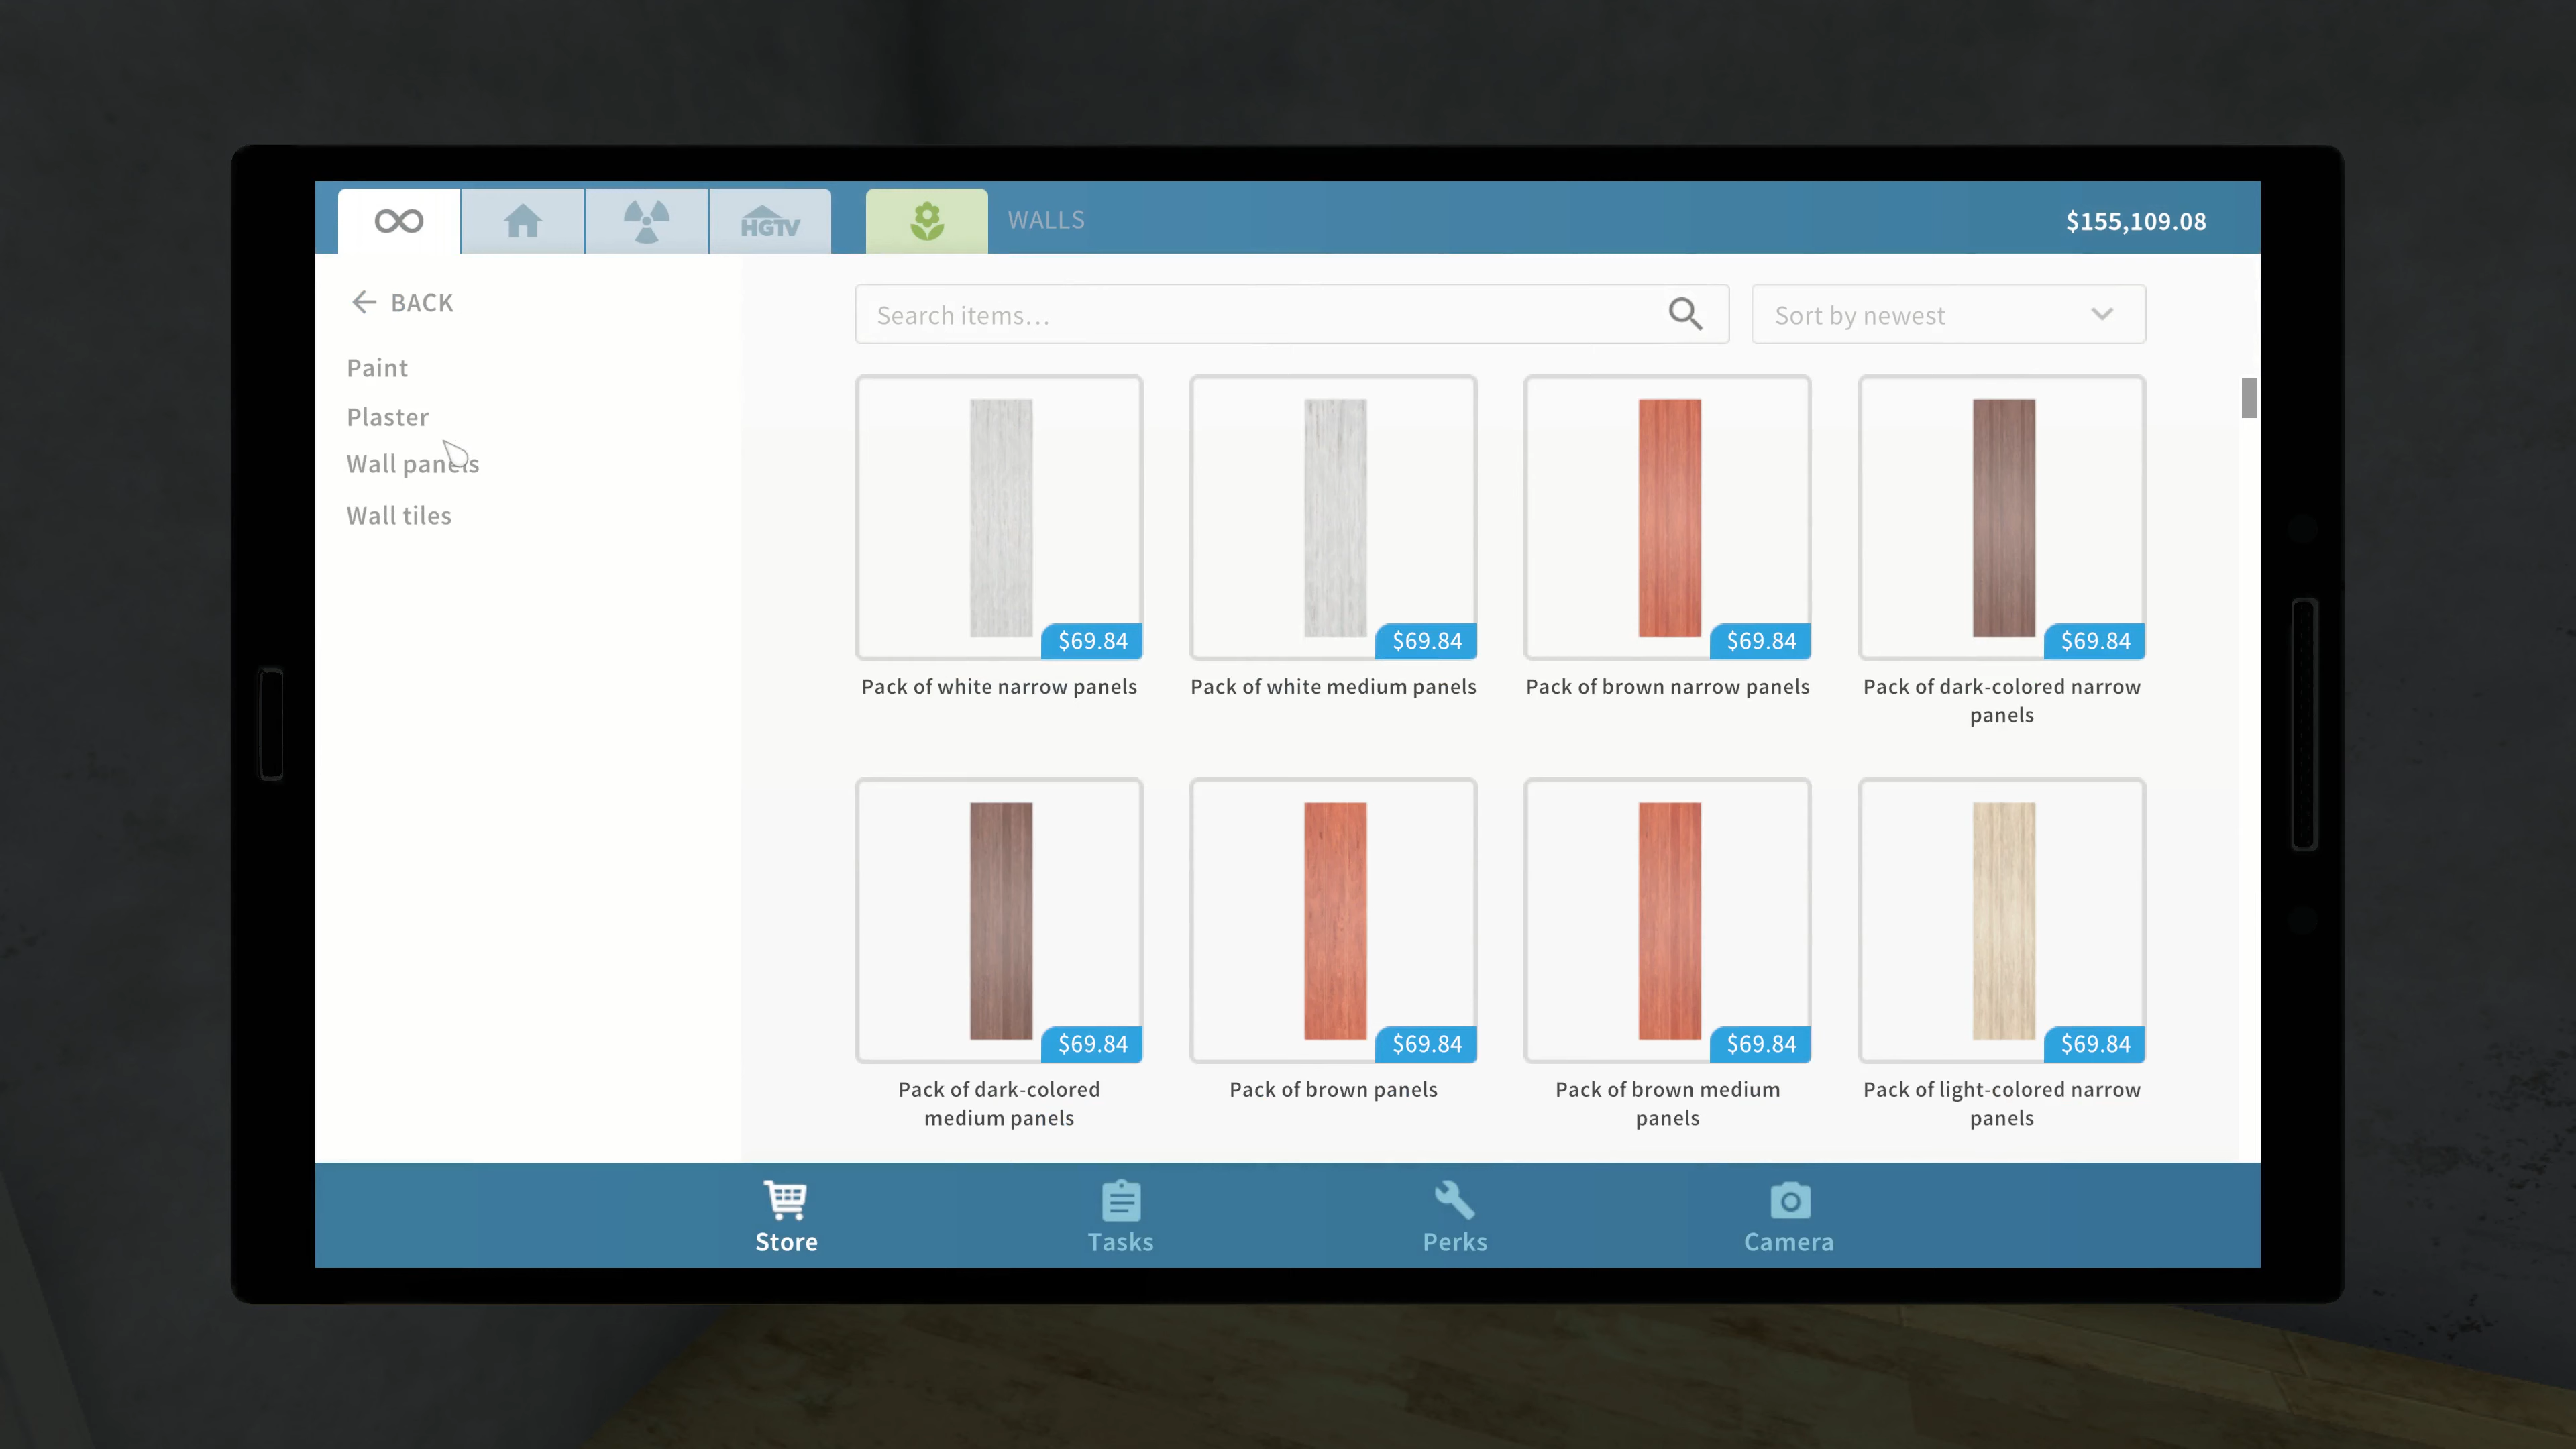 HGTV
WALLS
$155,109.08
BACK
Paint
Plaster
Wall panels
Wall tiles
Search items...
Sort by newest
$69.84
$69.84
$69.84
$69.84
Pack of white narrow panels
Pack of white medium panels
Pack of brown narrow panels
Pack of dark-colored narrow
panels
$69.84
$69.84
$69.84
$69.84
Pack of dark-colored
medium panels
Pack of brown panels
Pack of brown medium
panels
Pack of light-colored narrow
panels
Store
Tasks
Perks
Camera